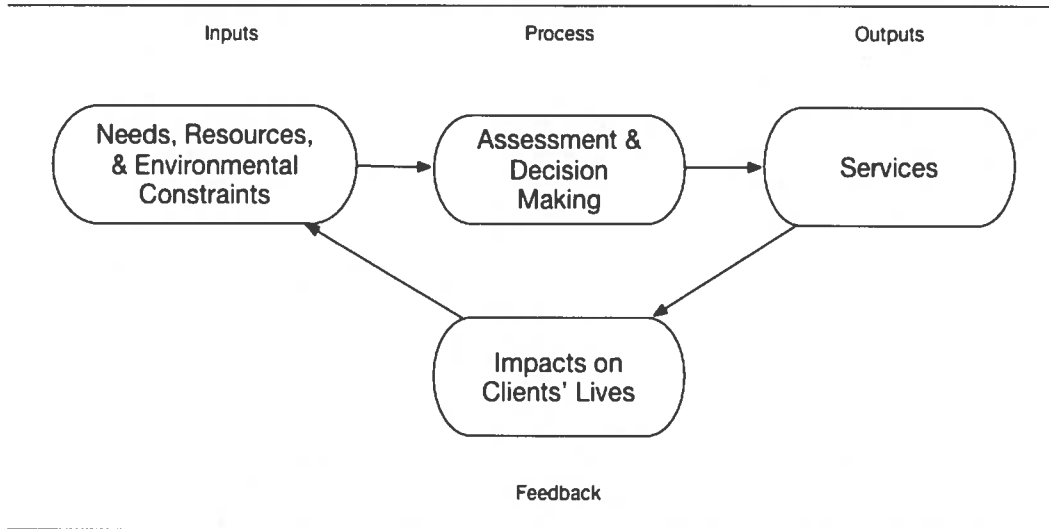 Inputs
Process
Outputs
Needs, Resources,
& Environmental
Constraints
Assessment &
Decision
Making
Services
Impacts on
Clients' Lives
Feedback